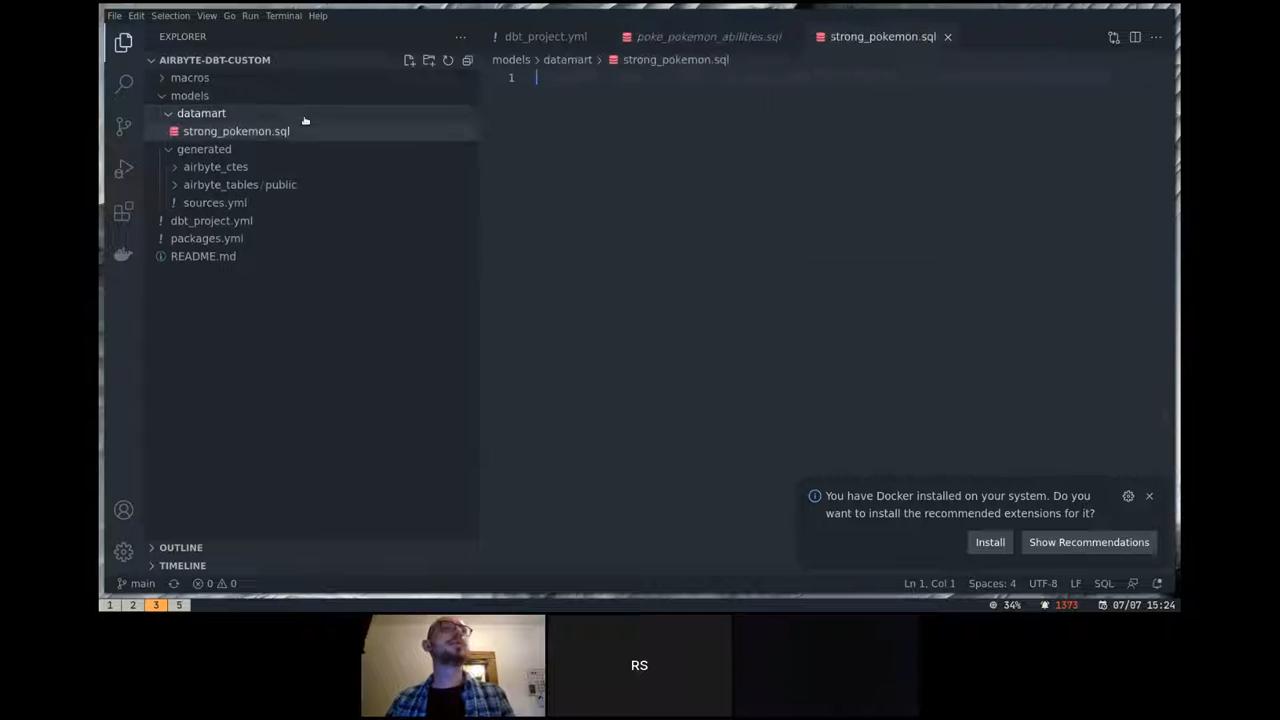 File Edit Selection View Go Run Terminal Help
EXPLORER
AIRBYTE-DBT-CUSTOM
macros
models
datamart
strong_pokemon.sql
generated
airbyte_ctes
airbyte_tables / public
sources.yml
dbt_project.yml
packages.yml
README.md
OUTLINE
TIMELINE
dbt_project.yml poke_pokemon_abilities.sql strong_pokemon.sql
models > datamart > strong_pokemon.sql
1
You have Docker installed on your system. Do you
want to install the recommended extensions for it?
Install Show Recommendations
main 0 0 Ln 1, Col 1 Spaces: 4 UTF-8 LF SQL
1 2 3 5 34% 1373 07/07 15:24
RS